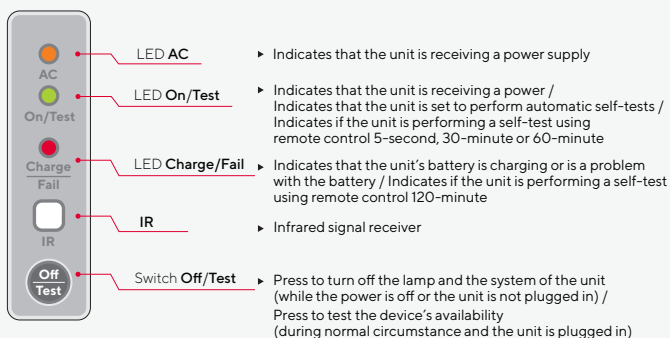 AC
On/Test
Charge
Fail
IR
Off
Test
LED AC
▸ Indicates that the unit is receiving a power supply
LED On/Test
▸ Indicates that the unit is receiving a power /
Indicates that the unit is set to perform automatic self-tests /
Indicates if the unit is performing a self-test using
remote control 5-second, 30-minute or 60-minute
LED Charge/Fail
▸ Indicates that the unit's battery is charging or is a problem
with the battery / Indicates if the unit is performing a self-test
using remote control 120-minute
IR
▸ Infrared signal receiver
Switch Off/Test
▸ Press to turn off the lamp and the system of the unit
(while the power is off or the unit is not plugged in) /
Press to test the device's availability
(during normal circumstance and the unit is plugged in)